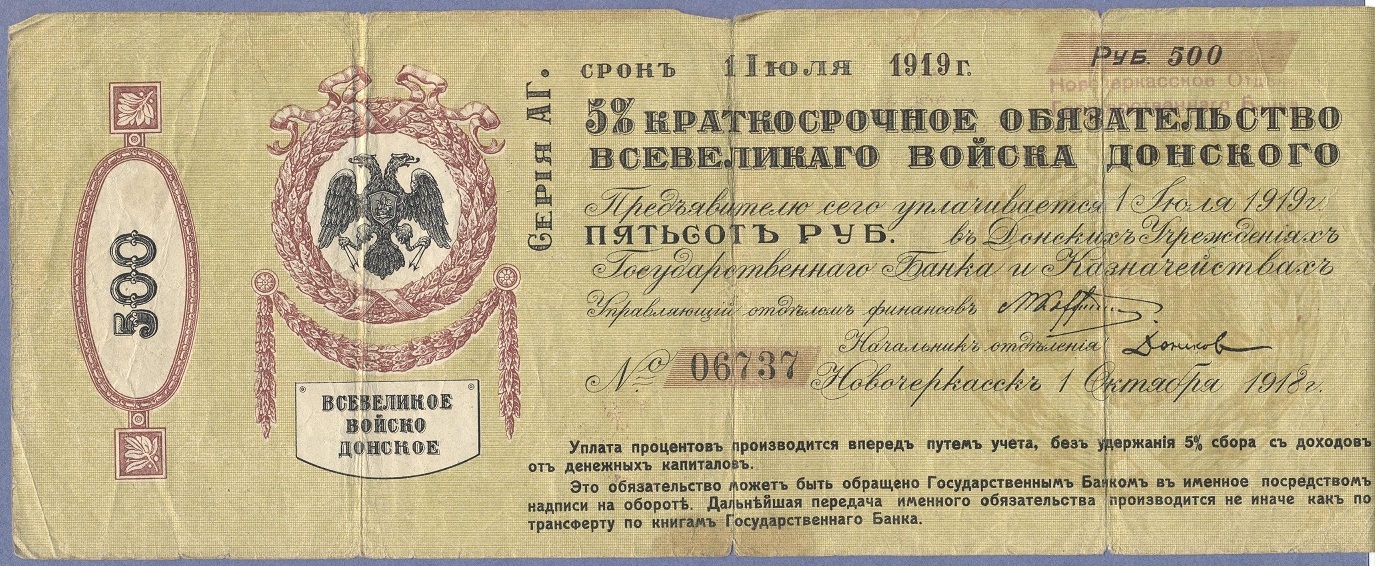 500
ВСЕВЕЛИКОЕ
ВОЙСКО
ДОНСКОЕ
СЕРІЯ АГ.
СРОКЪ 1 ІЮЛЯ 1919 г.
РУБ. 500
Новочеркасское
5% КРАТКОСРОЧНОЕ ОБЯЗАТЕЛЬСТВО
ВСЕВЕЛИКАГО ВОЙСКА ДОНСКОГО
Предъявителю сего уплачивается 1 Іюля 1919 г
ПЯТЬСОТЪ РУБ. въ Донскихъ Учрежденіяхъ
Государственнаго Банка и Казначействахъ
Управляющій отдѣломъ финансовъ
Начальникъ отдѣленія
№ 06737 Новочеркасскъ 1 Октября 1918 г.
Уплата процентовъ производится впередъ путемъ учета, безъ удержанія 5% сбора съ доходовъ
отъ денежныхъ капиталовъ.
Это обязательство можетъ быть обращено Государственнымъ Банкомъ въ именное посредствомъ
надписи на оборотѣ. Дальнѣйшая передача именного обязательства производится не иначе какъ по
трансферту по книгамъ Государственнаго Банка.